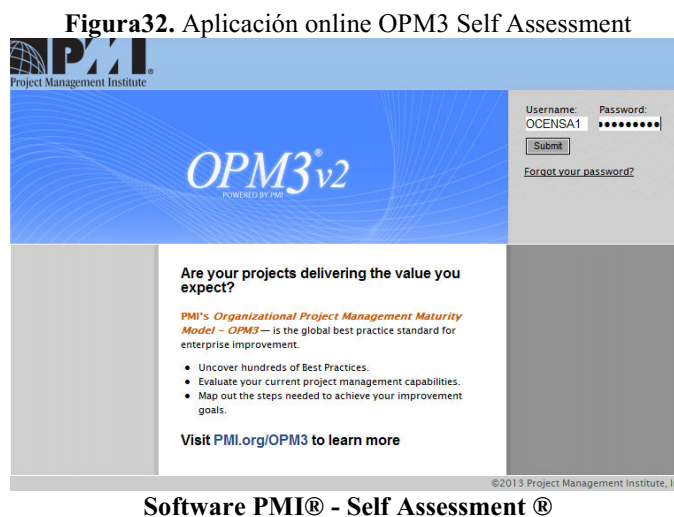 Figura32. Aplicación online OPM3 Self Assessment
PMI®
Project Management Institute
Username: Password:
OCENSA1 •••••••••
Submit
Forgot your password?
OPM3® v2
POWERED BY PMI
Are your projects delivering the value you
expect?
PMI's Organizational Project Management Maturity
Model – OPM3 — is the global best practice standard for
enterprise improvement.
• Uncover hundreds of Best Practices.
• Evaluate your current project management capabilities.
• Map out the steps needed to achieve your improvement
goals.
Visit PMI.org/OPM3 to learn more
©2013 Project Management Institute,
Software PMI® - Self Assessment ®